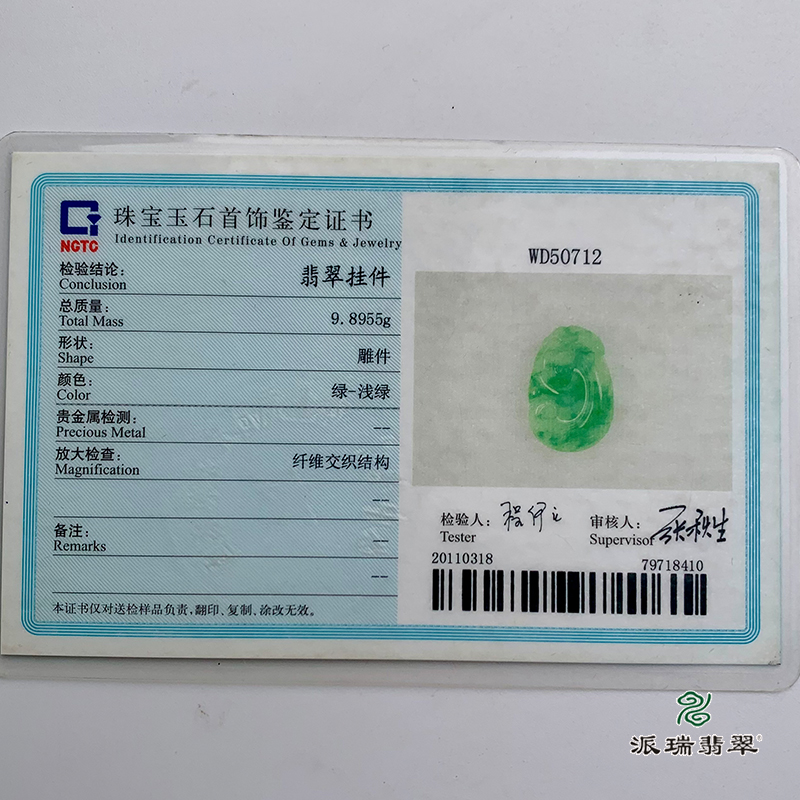 NGTC
珠宝玉石首饰鉴定证书
Identification Certificate Of Gems & Jewelry
检验结论: 翡翠挂件
Conclusion
总质量: 9.8955g
Total Mass
形状: 雕件
Shape
颜色: 绿-浅绿
Color
贵金属检测: --
Precious Metal
放大检查: 纤维交织结构
Magnification
--
备注: --
Remarks
--
本证书仅对送检样品负责,翻印、复制、涂改无效。
WD50712
检验人:
Tester
审核人: 张秋生
Supervisor
20110318 79718410
派瑞翡翠